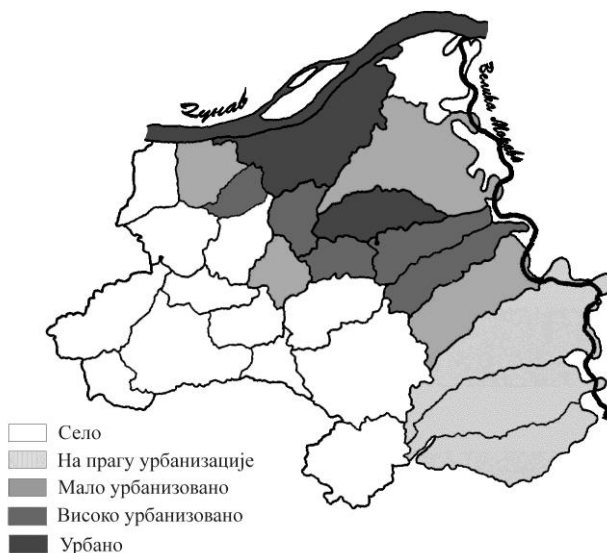 Дунав
Велика Морава
Село
На прагу урбанизације
Мало урбанизовано
Високо урбанизовано
Урбано